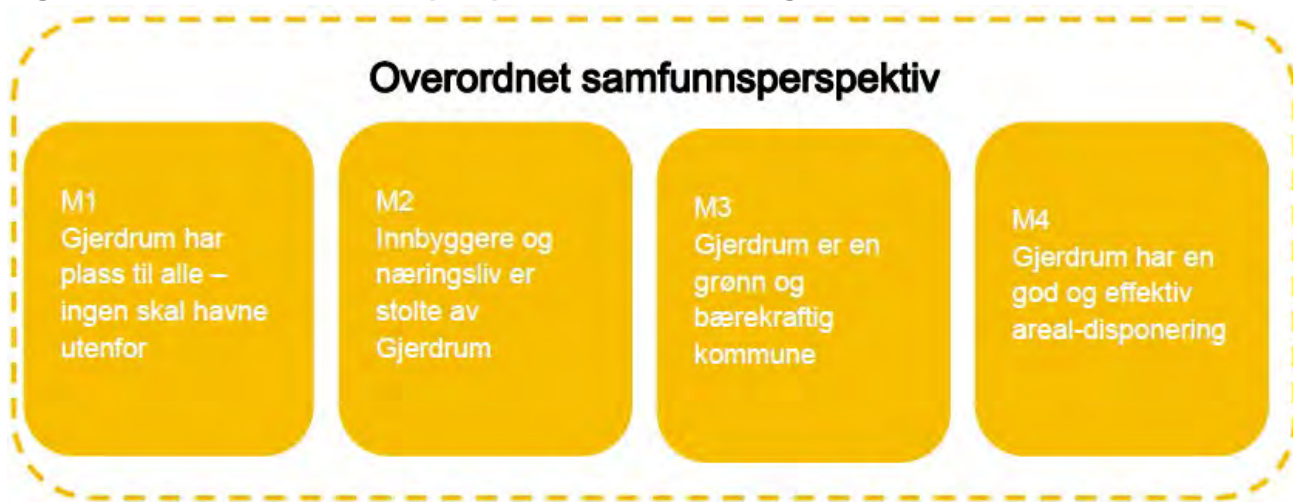 Overordnet samfunnsperspektiv
M1
Gjerdrum har
plass til alle –
ingen skal havne
utenfor
M2
Innbyggere og
næringsliv er
stolte av
Gjerdrum
M3
Gjerdrum er en
grønn og
bærekraftig
kommune
M4
Gjerdrum har en
god og effektiv
areal-disponering